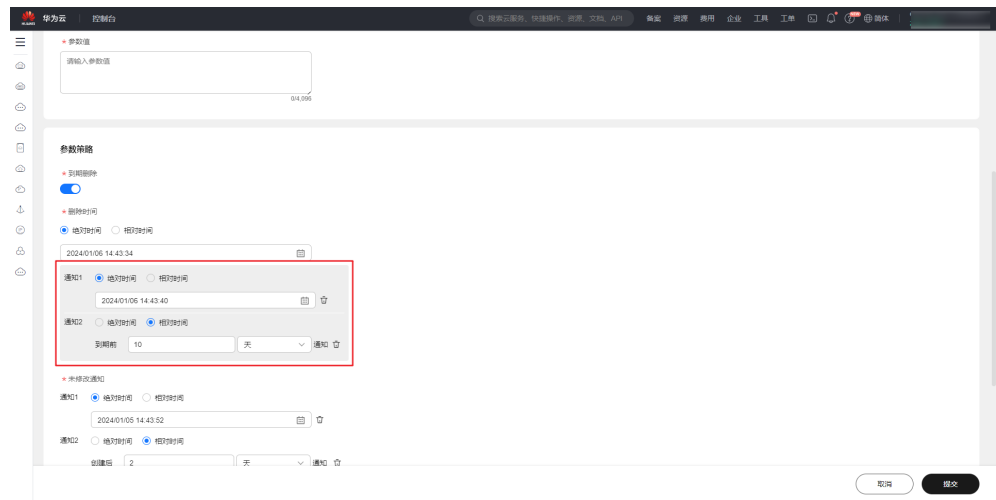 HUAWEI 华为云 控制台 搜索云服务、快捷操作、资源、文档、API 备案 资源 费用 企业 工具 工单 简体
* 参数值
请输入参数值
0/4,096
参数策略
* 到期删除
* 删除时间
绝对时间 相对时间
2024/01/06 14:43:34
通知1 绝对时间 相对时间
2024/01/06 14:43:40
通知2 绝对时间 相对时间
到期前 10 天 通知
* 未修改通知
通知1 绝对时间 相对时间
2024/01/05 14:43:52
通知2 绝对时间 相对时间
创建后 2 天 通知
取消 提交